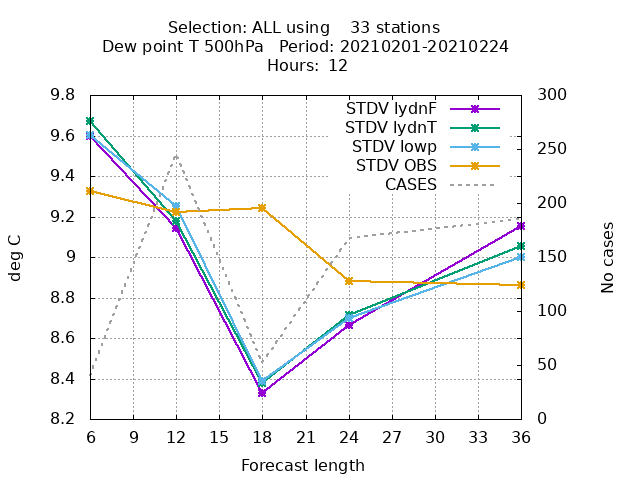 Selection: ALL using    33 stations
Dew point T 500hPa   Period: 20210201-20210224
Hours:  12
STDV IydnF
STDV IydnT
STDV Iowp
STDV OBS
CASES
deg C
No cases
9.8
9.6
9.4
9.2
9
8.8
8.6
8.4
8.2
300
250
200
150
100
50
0
6 9 12 15 18 21 24 27 30 33 36
Forecast length